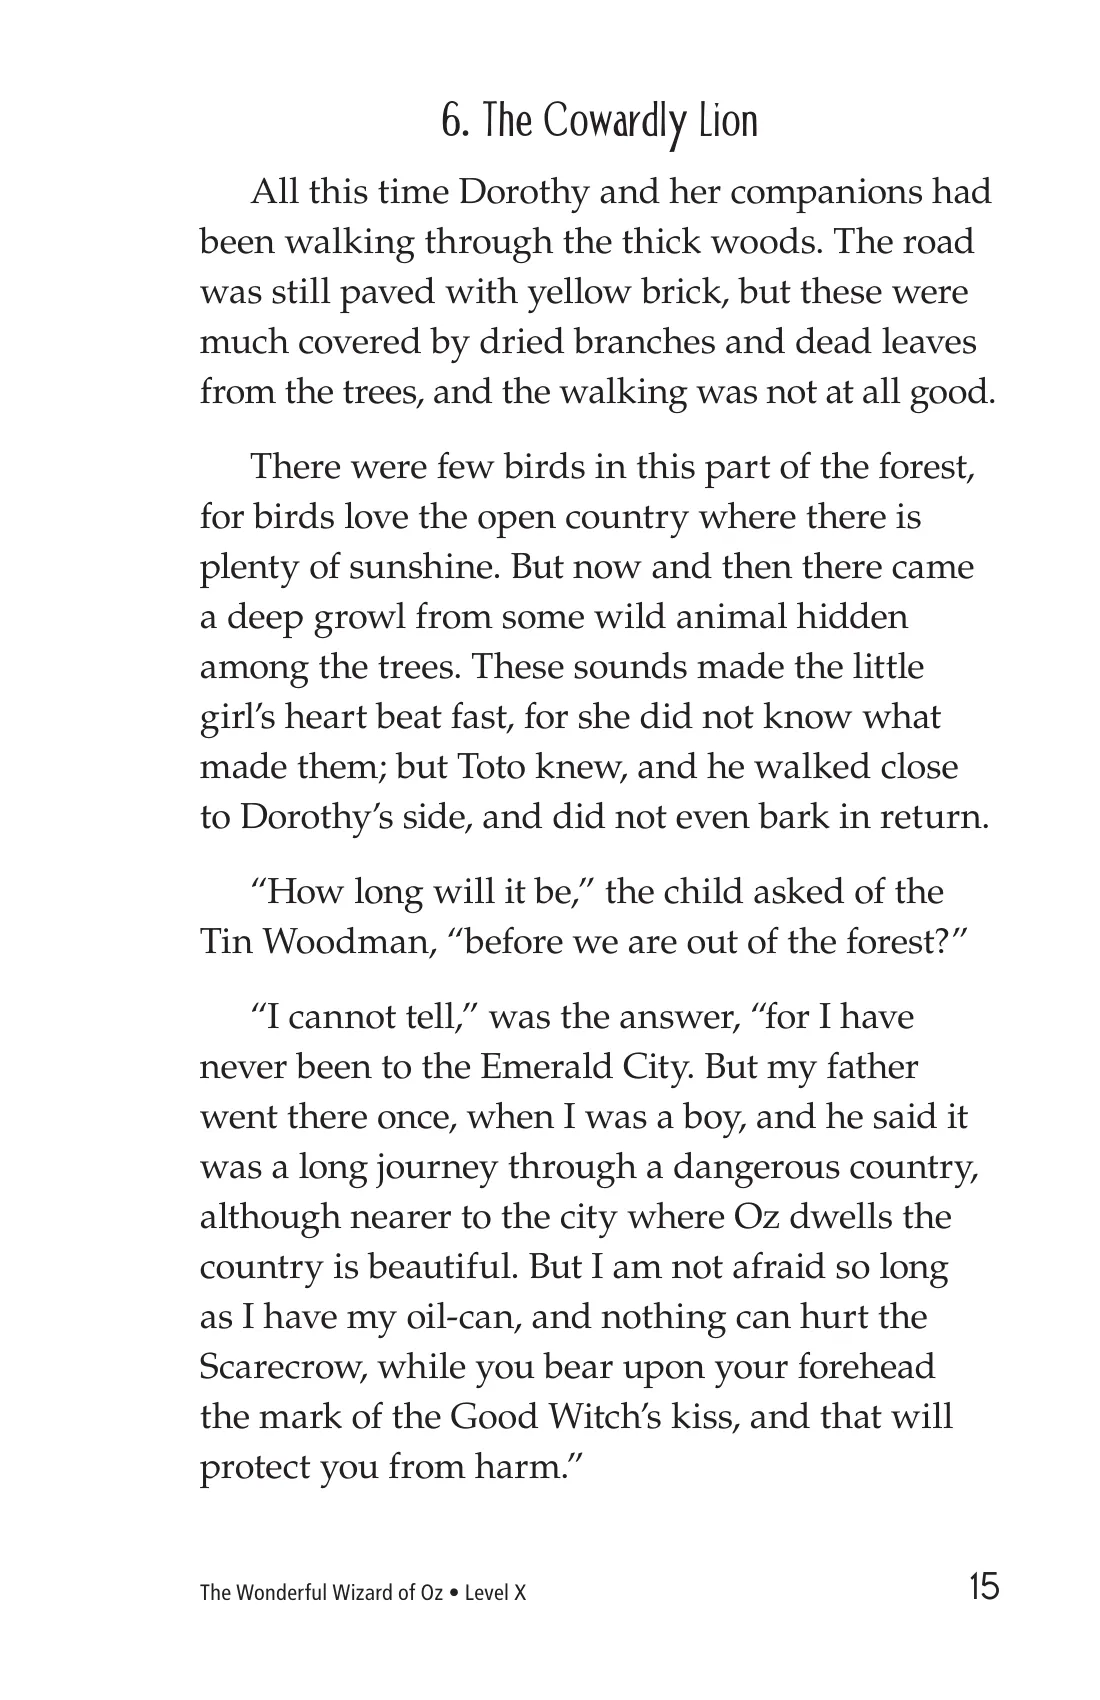 6. The Cowardly Lion
All this time Dorothy and her companions had
been walking through the thick woods. The road
was still paved with yellow brick, but these were
much covered by dried branches and dead leaves
from the trees, and the walking was not at all good.
There were few birds in this part of the forest,
for birds love the open country where there is
plenty of sunshine. But now and then there came
a deep growl from some wild animal hidden
among the trees. These sounds made the little
girl’s heart beat fast, for she did not know what
made them; but Toto knew, and he walked close
to Dorothy’s side, and did not even bark in return.
“How long will it be,” the child asked of the
Tin Woodman, “before we are out of the forest?”
“I cannot tell,” was the answer, “for I have
never been to the Emerald City. But my father
went there once, when I was a boy, and he said it
was a long journey through a dangerous country,
although nearer to the city where Oz dwells the
country is beautiful. But I am not afraid so long
as I have my oil-can, and nothing can hurt the
Scarecrow, while you bear upon your forehead
the mark of the Good Witch’s kiss, and that will
protect you from harm.”
The Wonderful Wizard of Oz • Level X
15